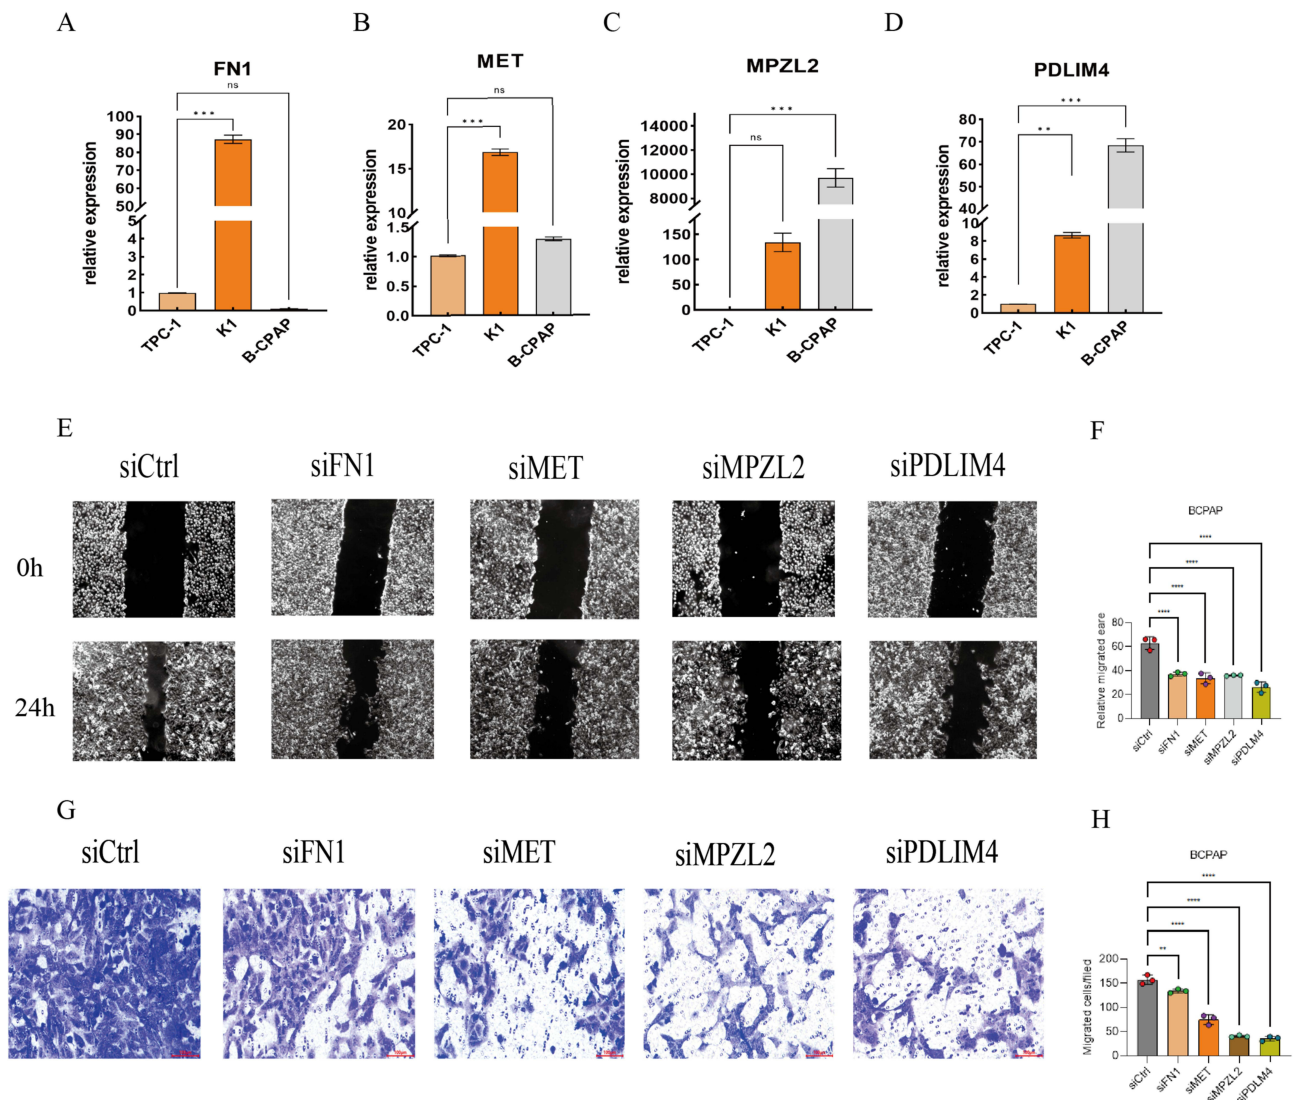 A
B
C
D
FN1
MET
MPZL2
PDLIM4
relative expression
100
90
80
70
60
50
5
4
3
2
1
0
ns
***
TPC-1
K1
B-CPAP
relative expression
20
15
10
1.5
1.0
0.5
0.0
ns
***
TPC-1
K1
B-CPAP
relative expression
14000
12000
10000
8000
150
100
50
0
***
ns
TPC-1
K1
B-CPAP
relative expression
80
70
60
50
40
10
8
6
4
2
0
***
**
TPC-1
K1
B-CPAP
E
siCtrl
siFN1
siMET
siMPZL2
siPDLIM4
0h
24h
F
BCPAP
****
****
****
****
Relative migrated eare
80
60
40
20
0
siCtrl
siFN1
siMET
siMPZL2
siPDLM4
G
siCtrl
siFN1
siMET
siMPZL2
siPDLIM4
H
BCPAP
****
****
****
**
Migrated cells/filed
200
150
100
50
0
siCtrl
siFN1
siMET
siMPZL2
siPDLM4